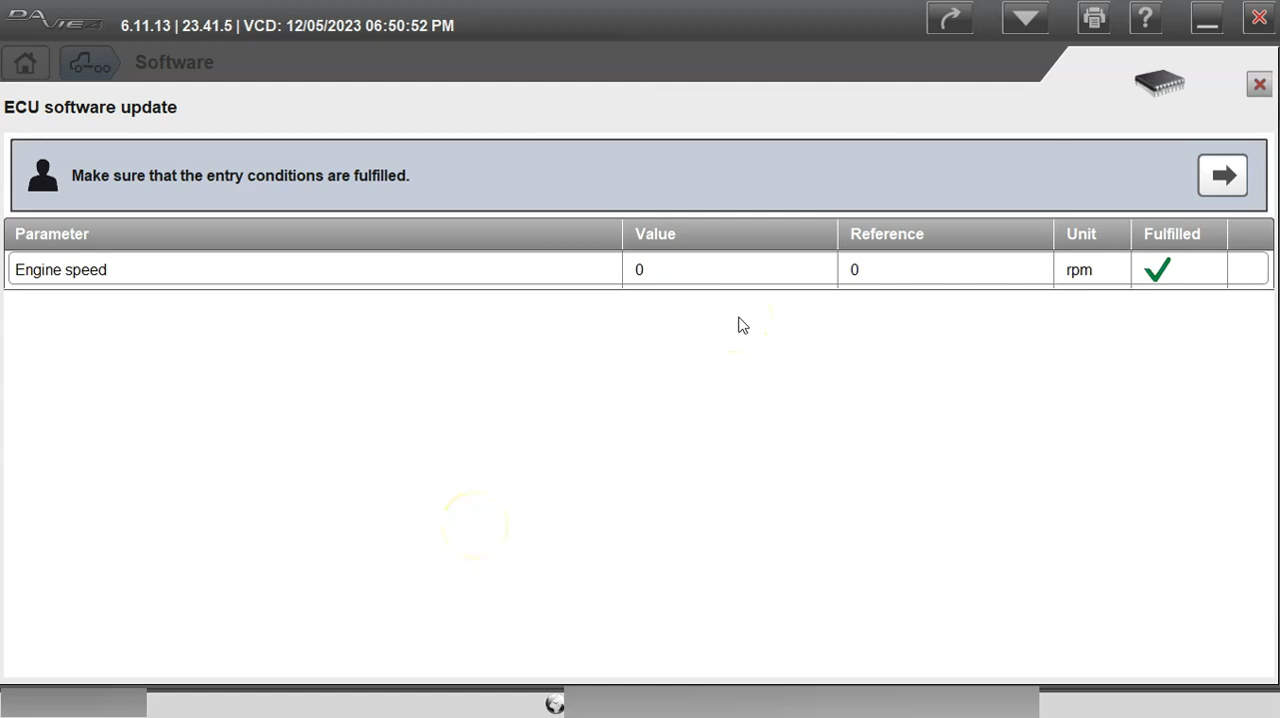 DAVIE4 6.11.13 | 23.41.5 | VCD: 12/05/2023 06:50:52 PM
Software
ECU software update
Make sure that the entry conditions are fulfilled.
Parameter Value Reference Unit Fulfilled
Engine speed 0 0 rpm